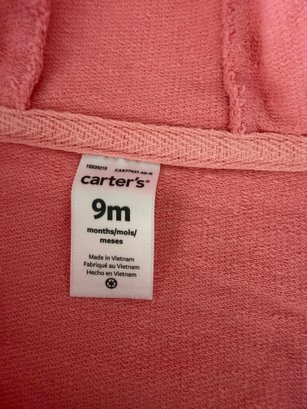 carter's
9m
months/mois/
meses
Made in Vietnam
Fabriqué au Vietnam
Hecho en Vietnam